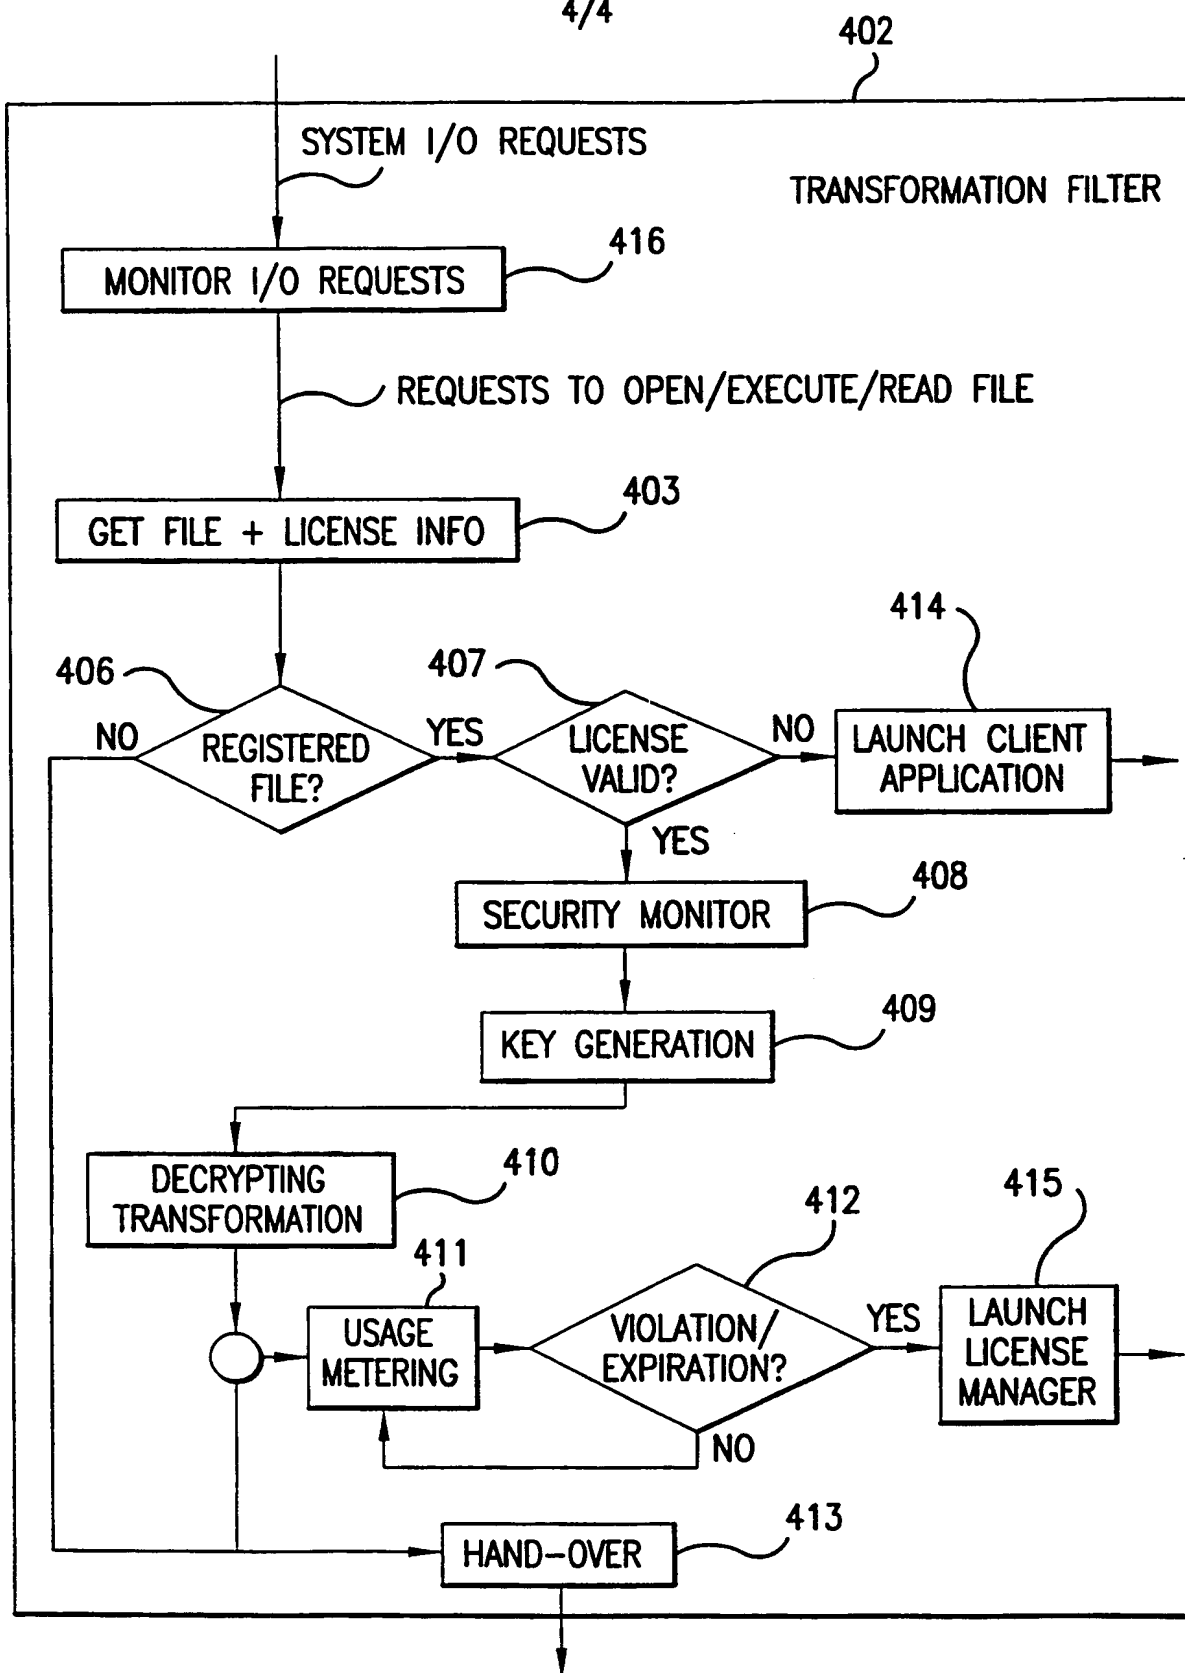 4/4
402
SYSTEM I/O REQUESTS
TRANSFORMATION FILTER
416
MONITOR I/O REQUESTS
REQUESTS TO OPEN/EXECUTE/READ FILE
403
GET FILE + LICENSE INFO
414
406
407
NO
REGISTERED
FILE?
YES
LICENSE
VALID?
NO
LAUNCH CLIENT
APPLICATION
YES
408
SECURITY MONITOR
409
KEY GENERATION
410
DECRYPTING
TRANSFORMATION
412
415
411
USAGE
METERING
VIOLATION/
EXPIRATION?
YES
LAUNCH
LICENSE
MANAGER
NO
413
HAND-OVER